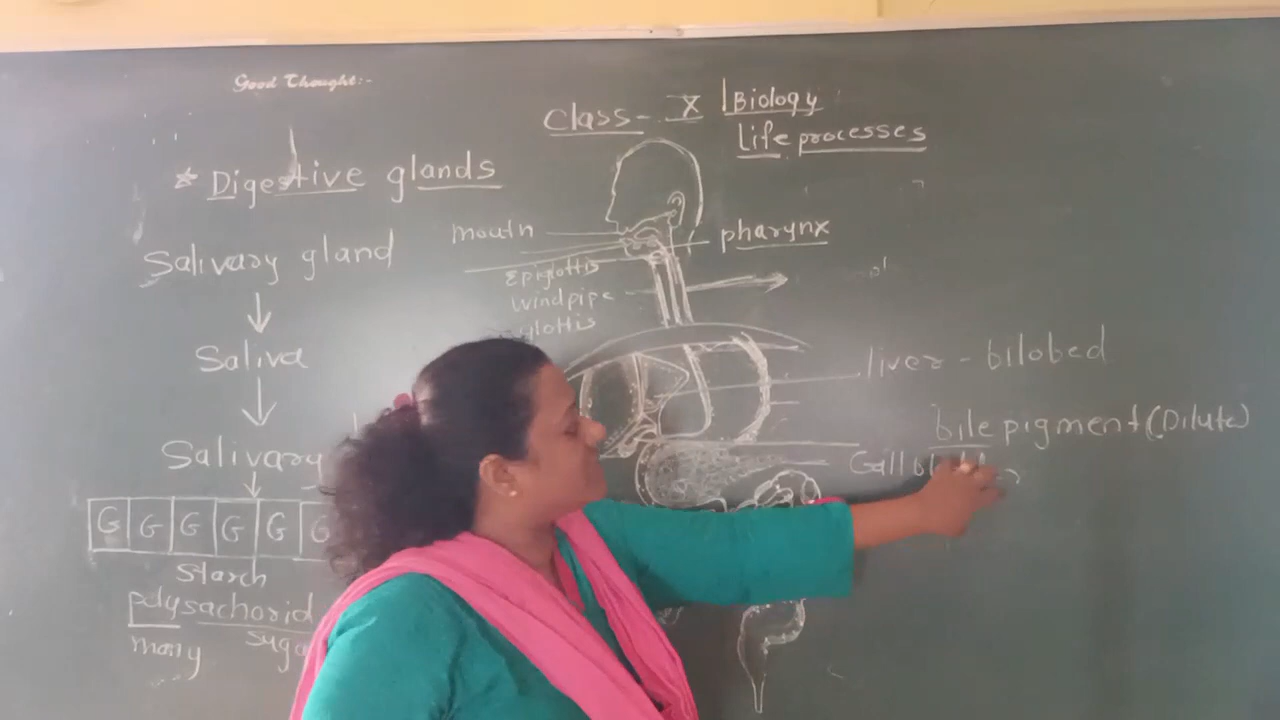 Good Thought:-
Class- X Biology
Life processes
* Digestive glands
Salivary gland
Saliva
Salivary
G G G G G G
Starch
polysachorid
many
mouth
pharynx
Epiglottis
windpipe
glottis
liver - bilobed
bile pigment (Dilute)